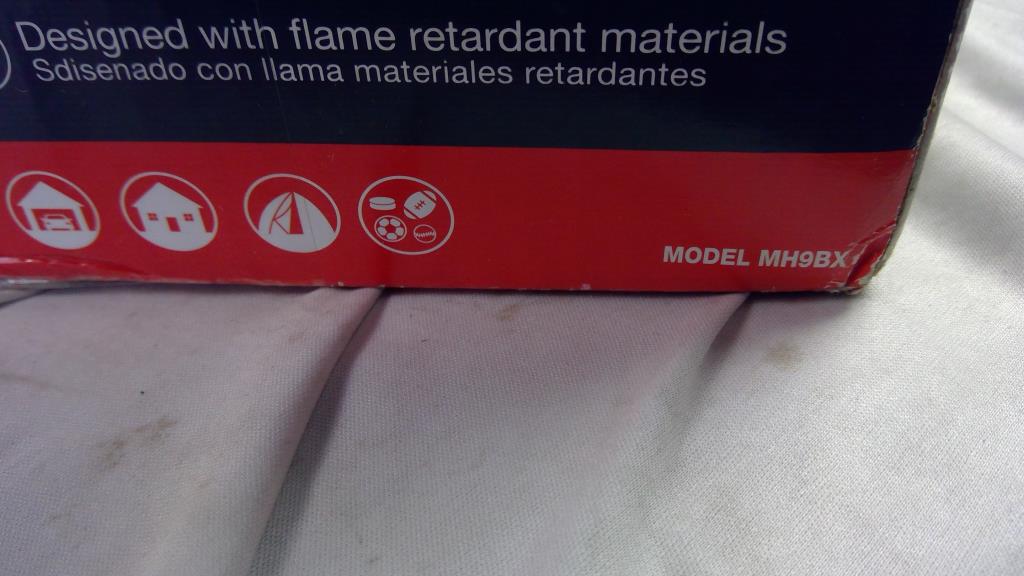 Designed with flame retardant materials
Sdisenado con llama materiales retardantes
MODEL MH9BX